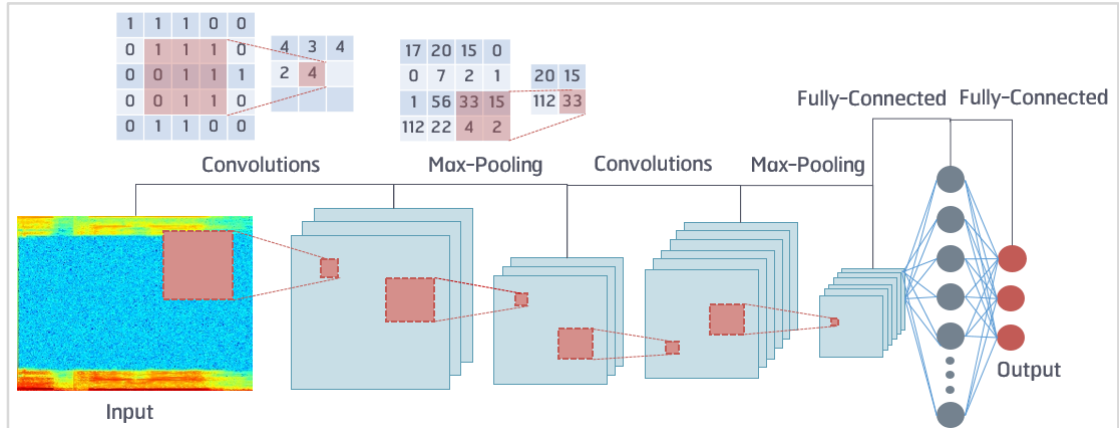 1 1 1 0 0
0 1 1 1 0
0 0 1 1 1
0 0 1 1 0
0 1 1 0 0
4 3 4
2 4
17 20 15 0
0 7 2 1
1 56 33 15
112 22 4 2
20 15
112 33
Fully-Connected Fully-Connected
Convolutions Max-Pooling Convolutions Max-Pooling
Input
Output